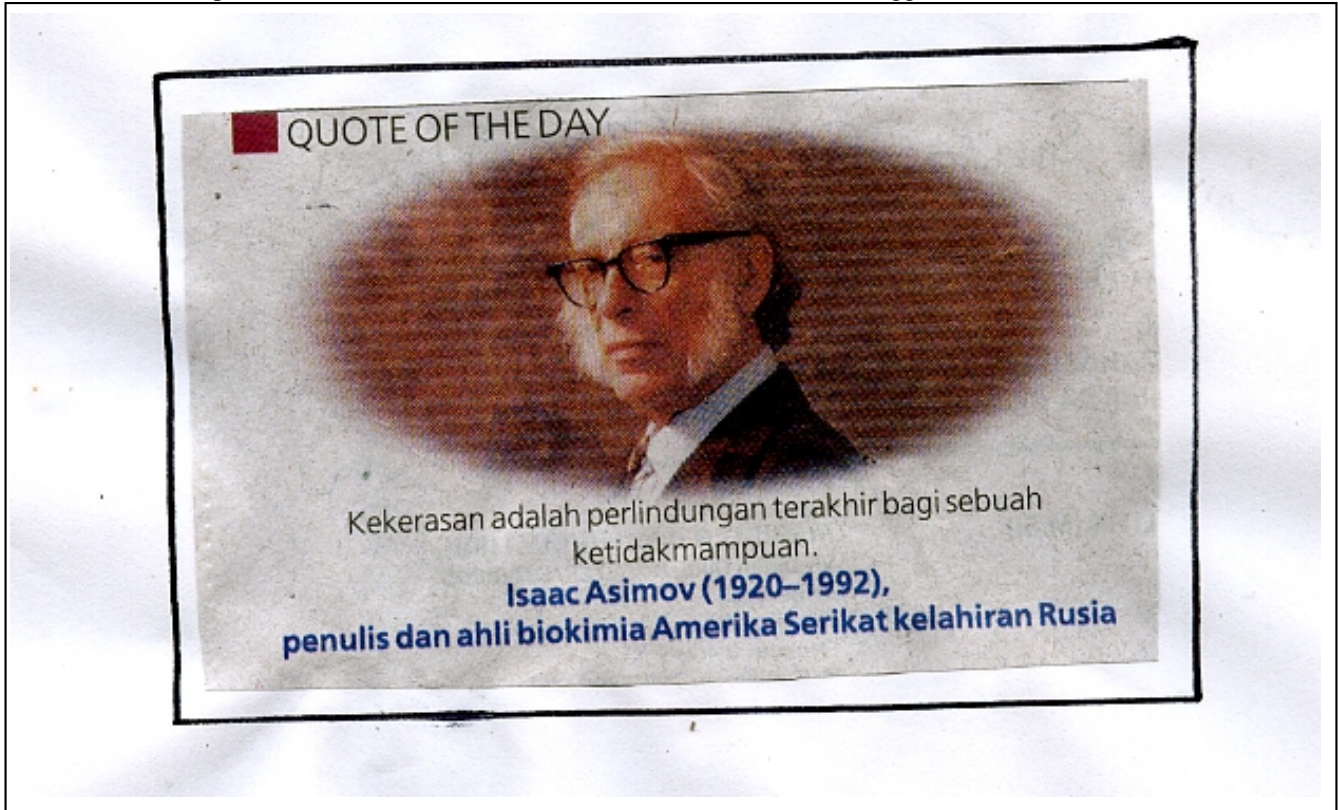 QUOTE OF THE DAY
Kekerasan adalah perlindungan terakhir bagi sebuah
ketidakmampuan.
Isaac Asimov (1920–1992),
penulis dan ahli biokimia Amerika Serikat kelahiran Rusia